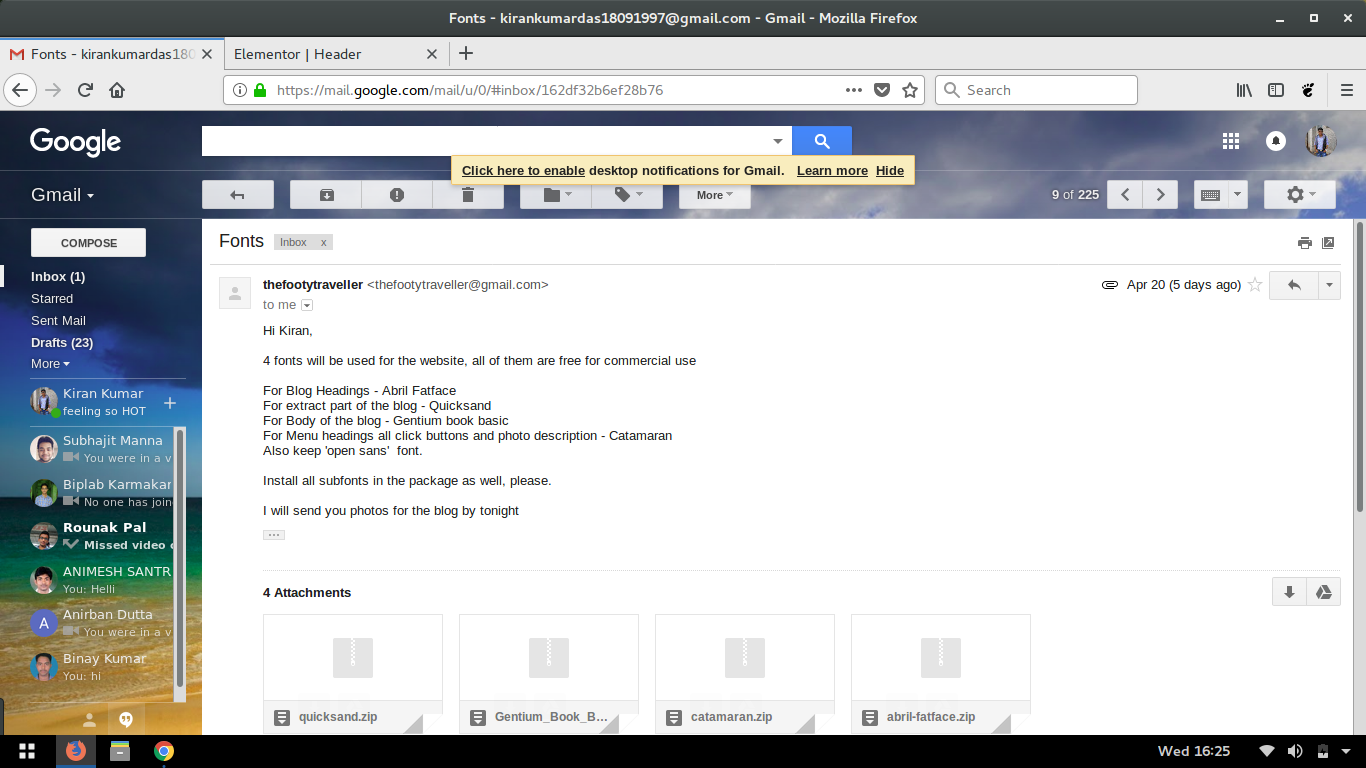 Fonts - kirankumardas18091997@gmail.com - Gmail - Mozilla Firefox
Fonts - kirankumardas180
Elementor | Header
https://mail.google.com/mail/u/0/#inbox/162df32b6ef28b76
Search
Google
Click here to enable desktop notifications for Gmail. Learn more Hide
Gmail
More
9 of 225
COMPOSE
Inbox (1)
Starred
Sent Mail
Drafts (23)
More
Kiran Kumar
feeling so HOT
Subhajit Manna
You were in a v
Biplab Karmakar
No one has join
Rounak Pal
Missed video c
ANIMESH SANTR
You: Helli
A
Anirban Dutta
You were in a v
Binay Kumar
You: hi
Fonts
Inbox x
thefootytraveller <thefootytraveller@gmail.com>
Apr 20 (5 days ago)
to me
Hi Kiran,
4 fonts will be used for the website, all of them are free for commercial use
For Blog Headings - Abril Fatface
For extract part of the blog - Quicksand
For Body of the blog - Gentium book basic
For Menu headings all click buttons and photo description - Catamaran
Also keep 'open sans'  font.
Install all subfonts in the package as well, please.
I will send you photos for the blog by tonight
4 Attachments
quicksand.zip
Gentium_Book_B...
catamaran.zip
abril-fatface.zip
Wed 16:25